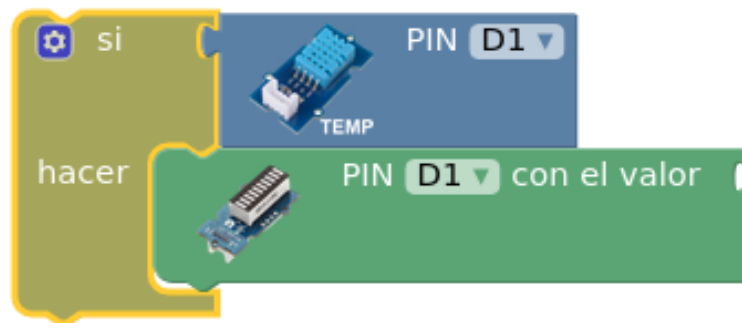 si PIN D1
TEMP
hacer PIN D1 con el valor